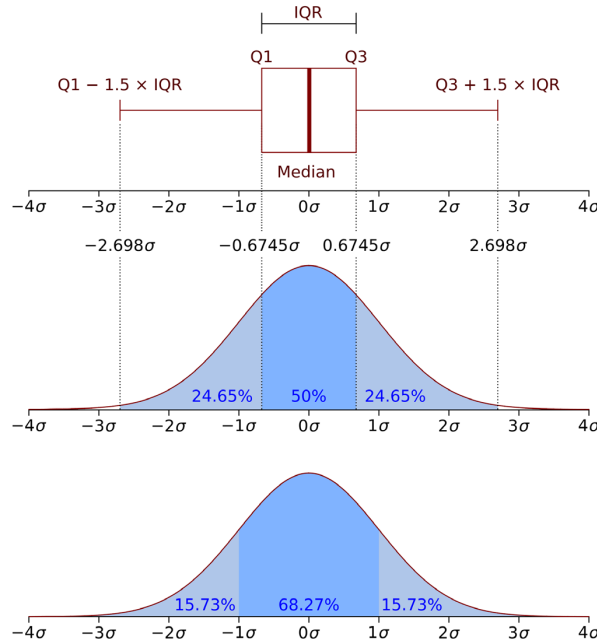 IQR
Q1 Q3
Q1 − 1.5 × IQR Q3 + 1.5 × IQR
Median
−4σ −3σ −2σ −1σ 0σ 1σ 2σ 3σ 4σ
−2.698σ −0.6745σ 0.6745σ 2.698σ
24.65% 50% 24.65%
−4σ −3σ −2σ −1σ 0σ 1σ 2σ 3σ 4σ
15.73% 68.27% 15.73%
−4σ −3σ −2σ −1σ 0σ 1σ 2σ 3σ 4σ